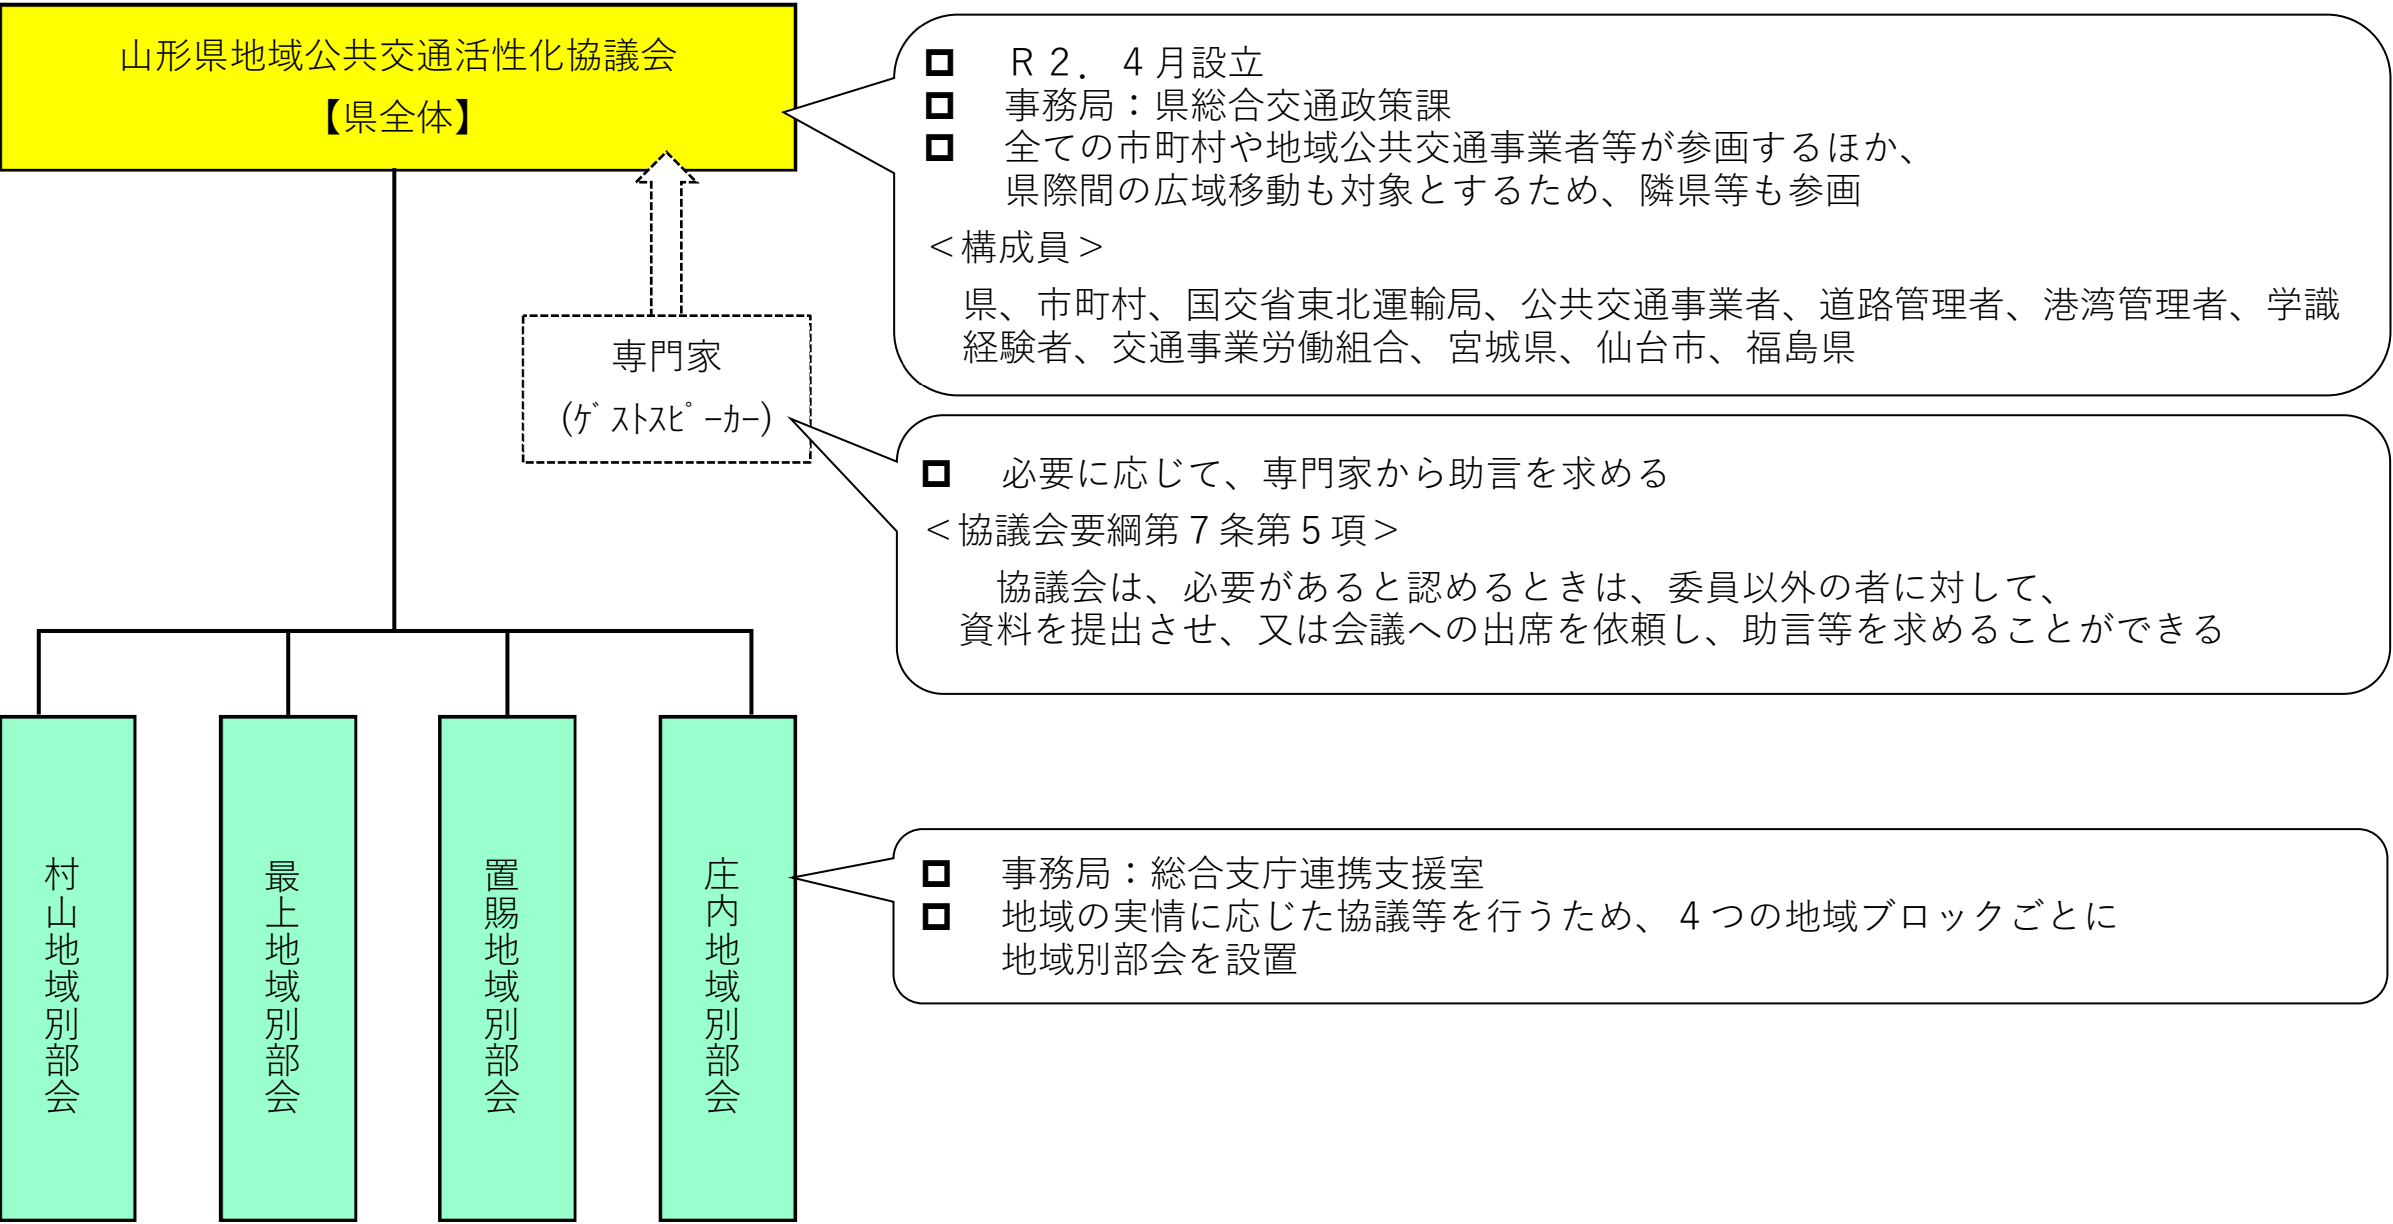 山形県地域公共交通活性化協議会
【県全体】
R２．４月設立
事務局：県総合交通政策課
全ての市町村や地域公共交通事業者等が参画するほか、
県際間の広域移動も対象とするため、隣県等も参画
＜構成員＞
県、市町村、国交省東北運輸局、公共交通事業者、道路管理者、港湾管理者、学識
経験者、交通事業労働組合、宮城県、仙台市、福島県
専門家
(ｹﾞｽﾄｽﾋﾟｰｶｰ)
必要に応じて、専門家から助言を求める
＜協議会要綱第７条第５項＞
協議会は、必要があると認めるときは、委員以外の者に対して、
資料を提出させ、又は会議への出席を依頼し、助言等を求めることができる
村山地域別部会
最上地域別部会
置賜地域別部会
庄内地域別部会
事務局：総合支庁連携支援室
地域の実情に応じた協議等を行うため、４つの地域ブロックごとに
地域別部会を設置